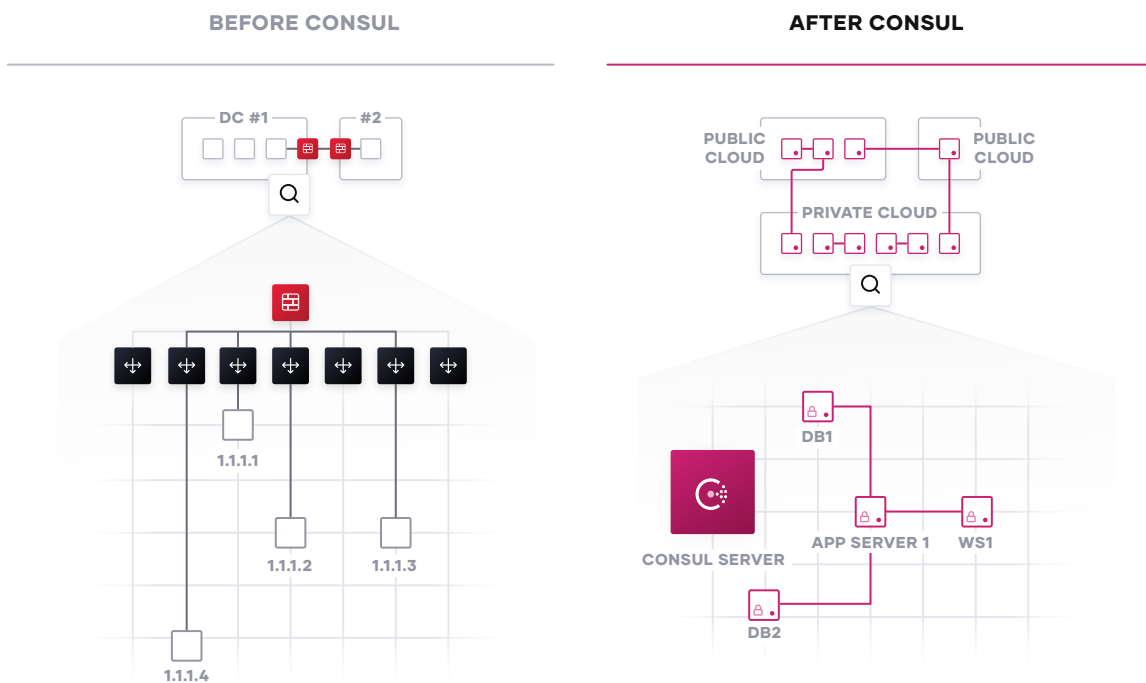 BEFORE CONSUL
DC #1
#2
1.1.1.1
1.1.1.2
1.1.1.3
1.1.1.4
AFTER CONSUL
PUBLIC
CLOUD
PUBLIC
CLOUD
PRIVATE CLOUD
DB1
APP SERVER 1
WS1
CONSUL SERVER
DB2